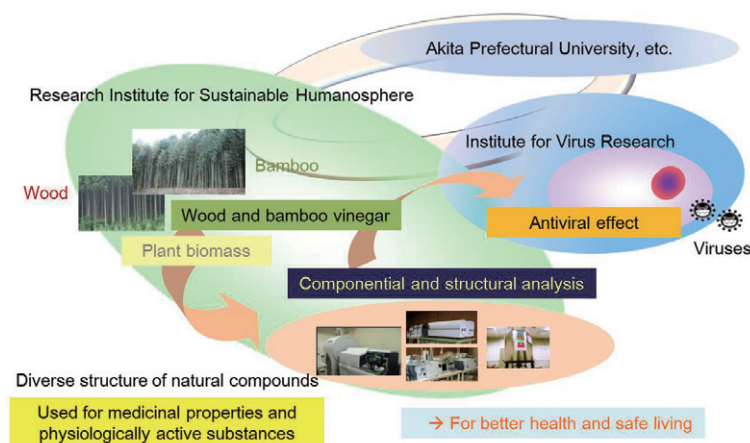 Akita Prefectural University, etc.
Research Institute for Sustainable Humanosphere
Institute for Virus Research
Bamboo
Wood
Wood and bamboo vinegar
Antiviral effect
Plant biomass
Viruses
Componential and structural analysis
Diverse structure of natural compounds
Used for medicinal properties and
physiologically active substances
→ For better health and safe living